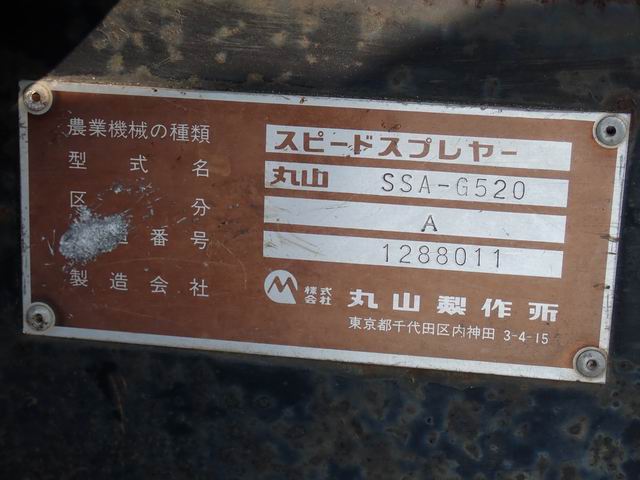 農業機械の種類 スピードスプレヤー
型式名 丸山 SSA-G520
区分 A
造番号 1288011
製造会社 株式会社 丸山製作所
東京都千代田区内神田 3-4-15